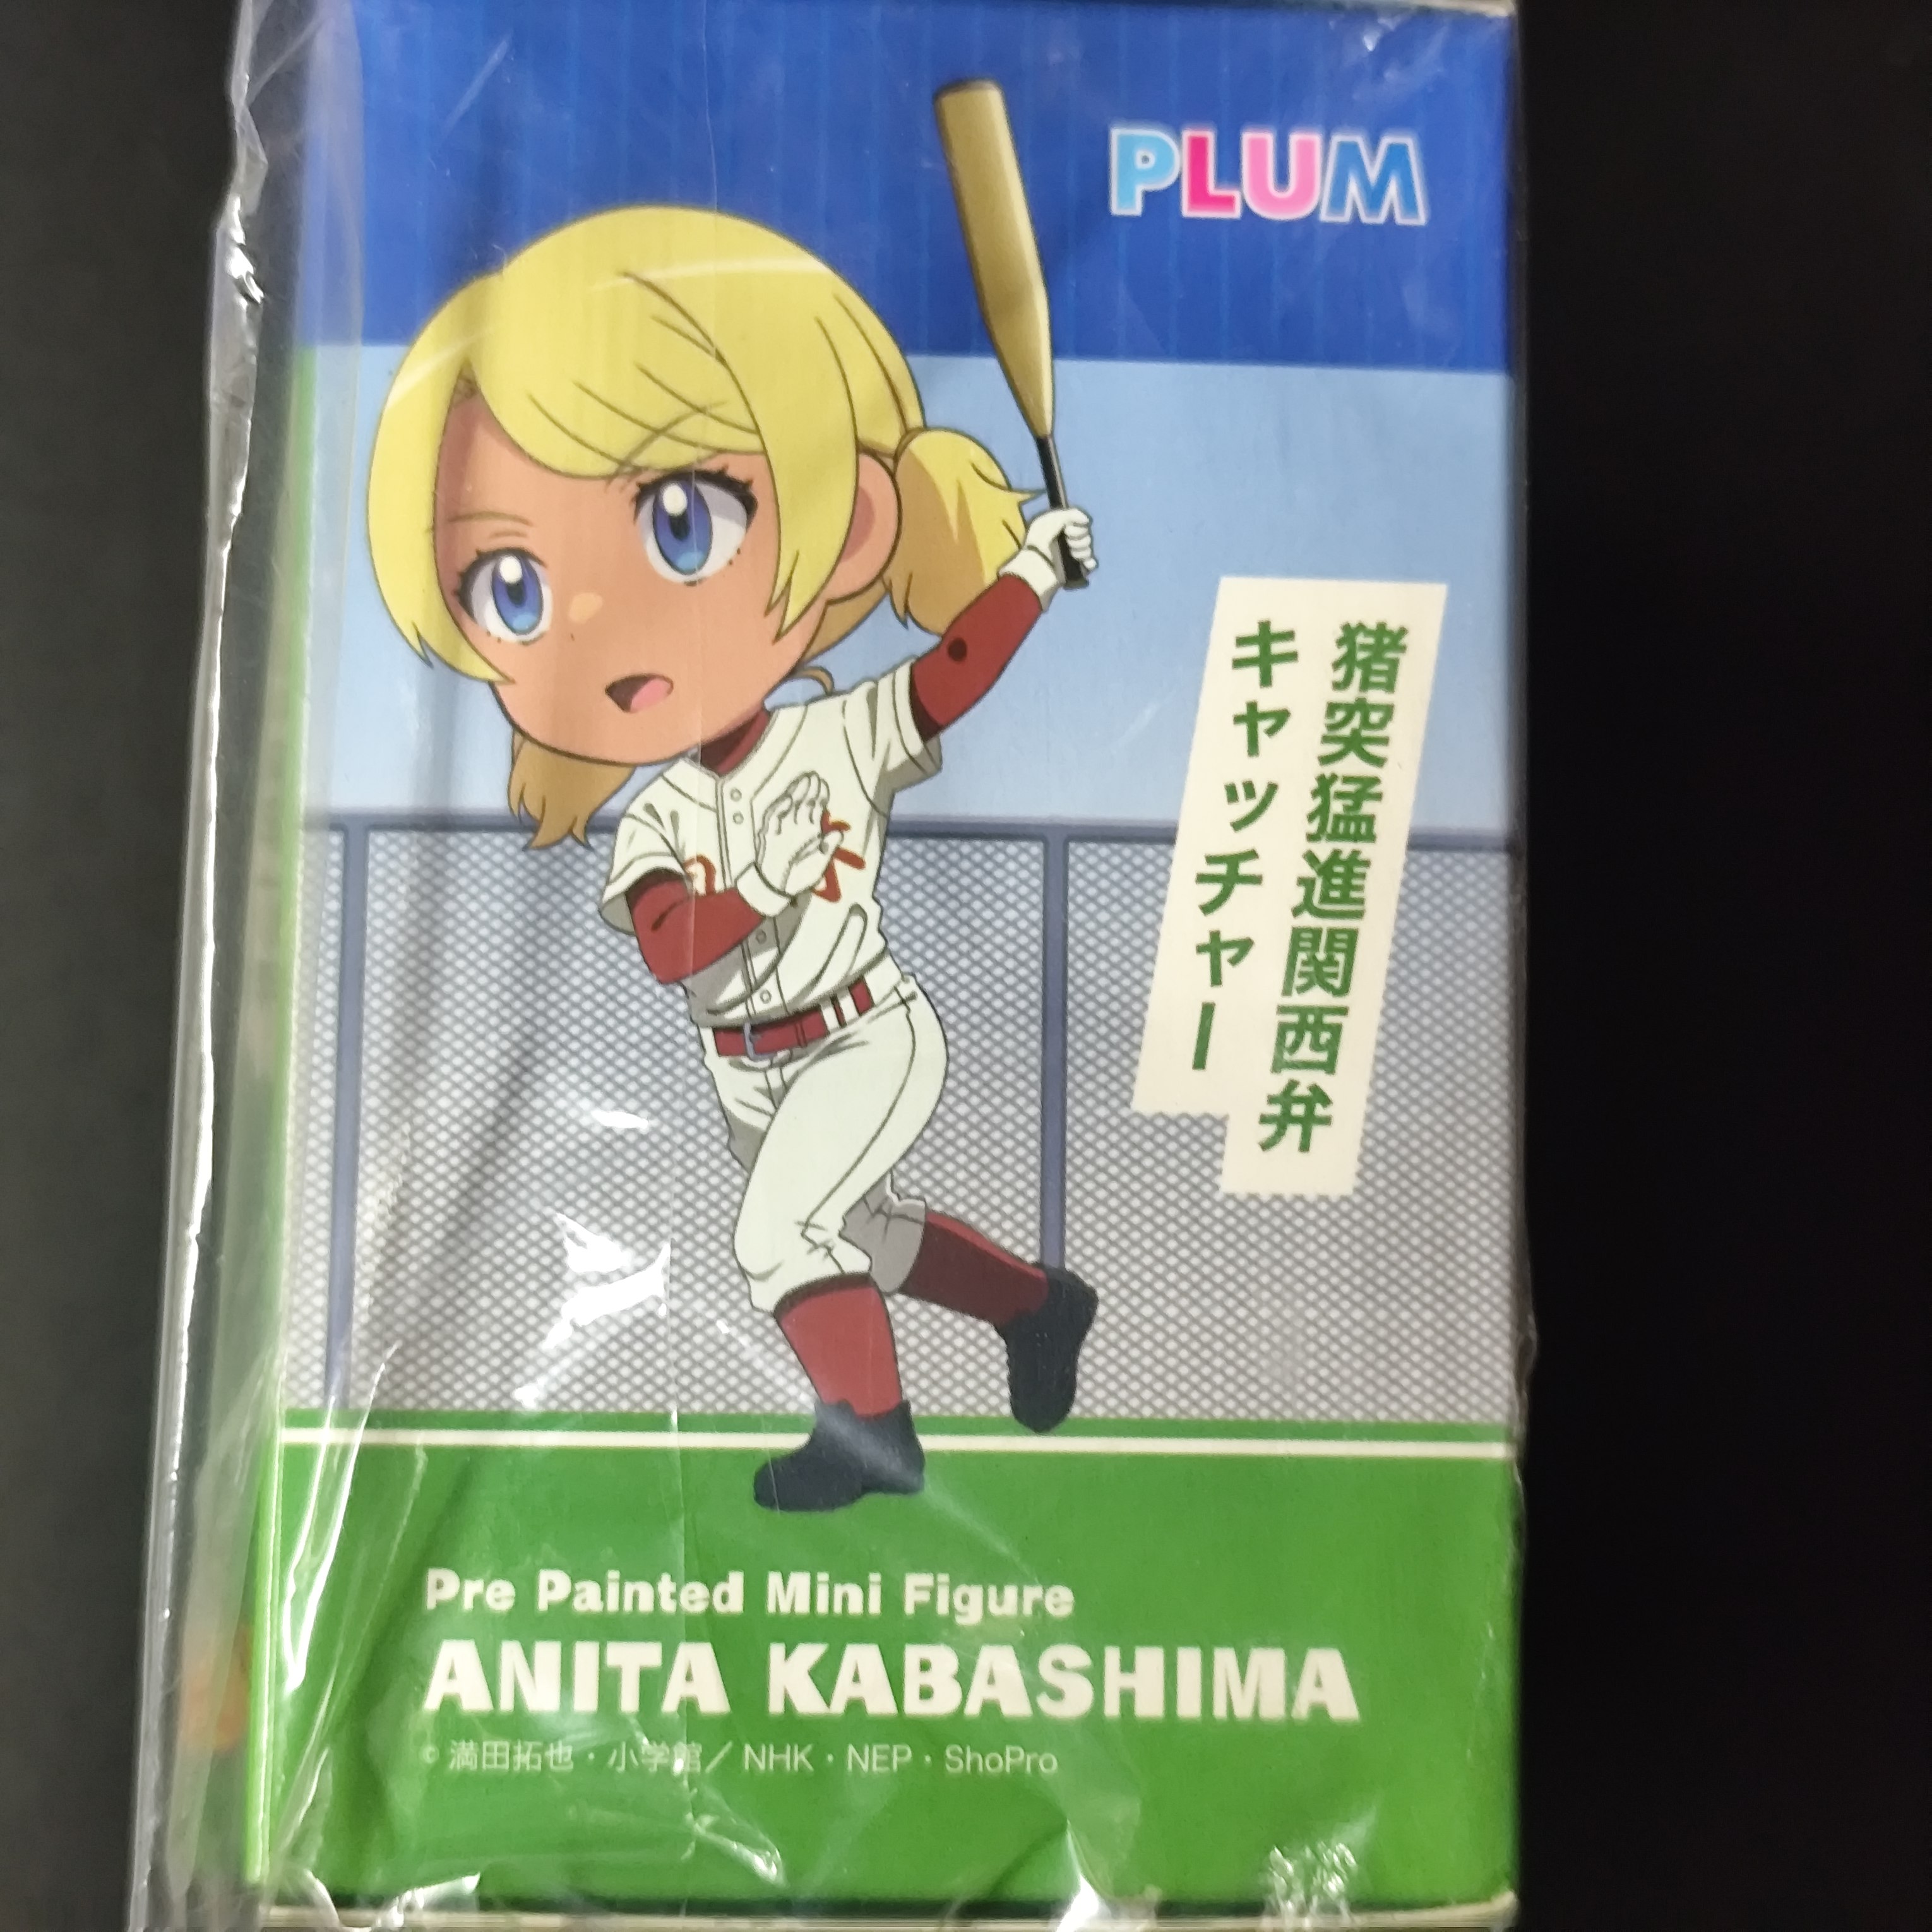 PLUM
猪突猛進関西弁
キャッチャー
Pre Painted Mini Figure
ANITA KABASHIMA
© 満田拓也・小学館／NHK・NEP・ShoPro